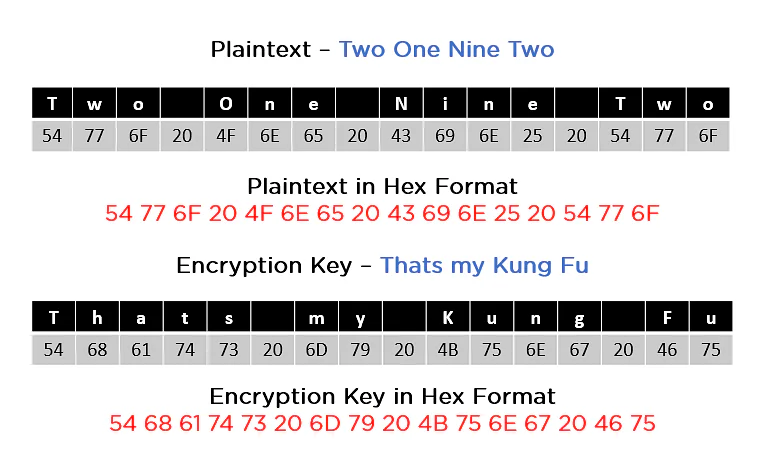 Plaintext – Two One Nine Two
T w o O n e N i n e T w o
54 77 6F 20 4F 6E 65 20 43 69 6E 25 20 54 77 6F
Plaintext in Hex Format
54 77 6F 20 4F 6E 65 20 43 69 6E 25 20 54 77 6F
Encryption Key – Thats my Kung Fu
T h a t s m y K u n g F u
54 68 61 74 73 20 6D 79 20 4B 75 6E 67 20 46 75
Encryption Key in Hex Format
54 68 61 74 73 20 6D 79 20 4B 75 6E 67 20 46 75